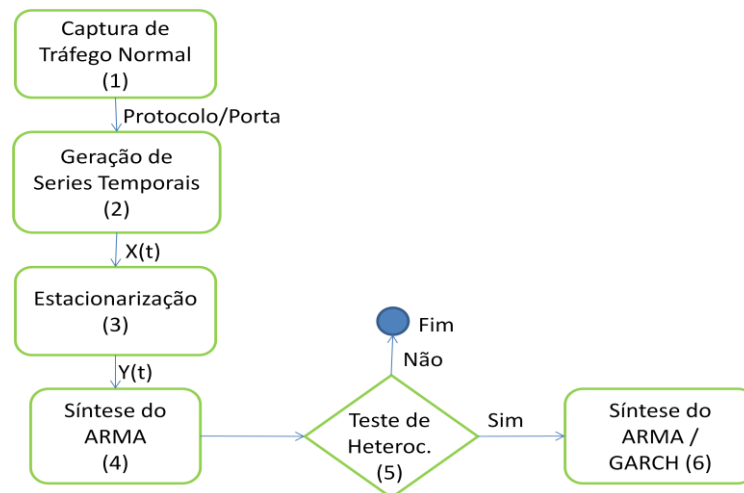 Captura de
Tráfego Normal
(1)
Protocolo/Porta
Geração de
Series Temporais
(2)
X(t)
Estacionarização
(3)
Y(t)
Síntese do
ARMA
(4)
Teste de
Heteroc.
(5)
Não
Fim
Sim
Síntese do
ARMA /
GARCH (6)